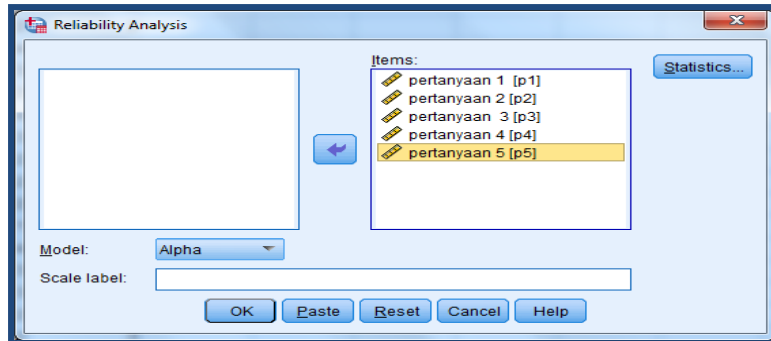 Reliability Analysis
Items:
pertanyaan 1 [p1]
pertanyaan 2 [p2]
pertanyaan 3 [p3]
pertanyaan 4 [p4]
pertanyaan 5 [p5]
Statistics...
Model:
Alpha
Scale label:
OK Paste Reset Cancel Help